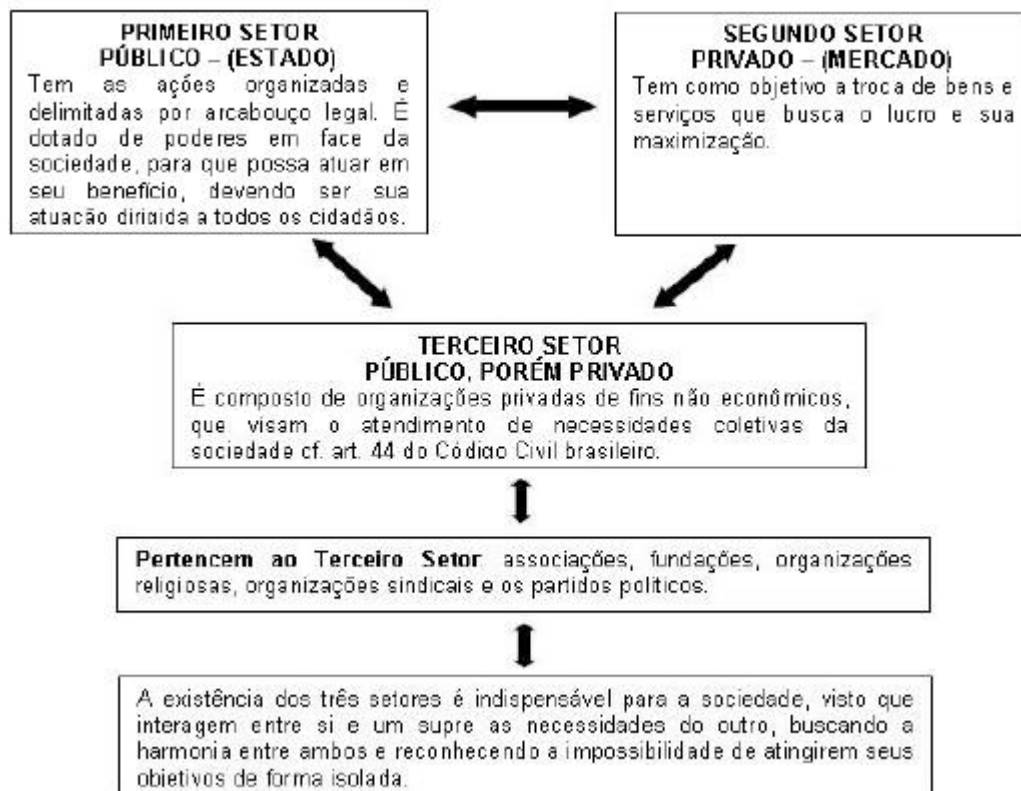 PRIMEIRO SETOR
PÚBLICO – (ESTADO)
Tem as ações organizadas e
delimitadas por arcabouço legal. É
dotado de poderes em face da
sociedade, para que possa atuar em
seu benefício, devendo ser sua
atuação dirigida a todos os cidadãos.
SEGUNDO SETOR
PRIVADO – (MERCADO)
Tem como objetivo a troca de bens e
serviços que busca o lucro e sua
maximização.
TERCEIRO SETOR
PÚBLICO, PORÉM PRIVADO
É composto de organizações privadas de fins não econômicos,
que visam o atendimento de necessidades coletivas da
sociedade cf. art. 44 do Código Civil brasileiro.
Pertencem ao Terceiro Setor associações, fundações, organizações
religiosas, organizações sindicais e os partidos políticos.
A existência dos três setores é indispensável para a sociedade, visto que
interagem entre si e um supre as necessidades do outro, buscando a
harmonia entre ambos e reconhecendo a impossibilidade de atingirem seus
objetivos de forma isolada.